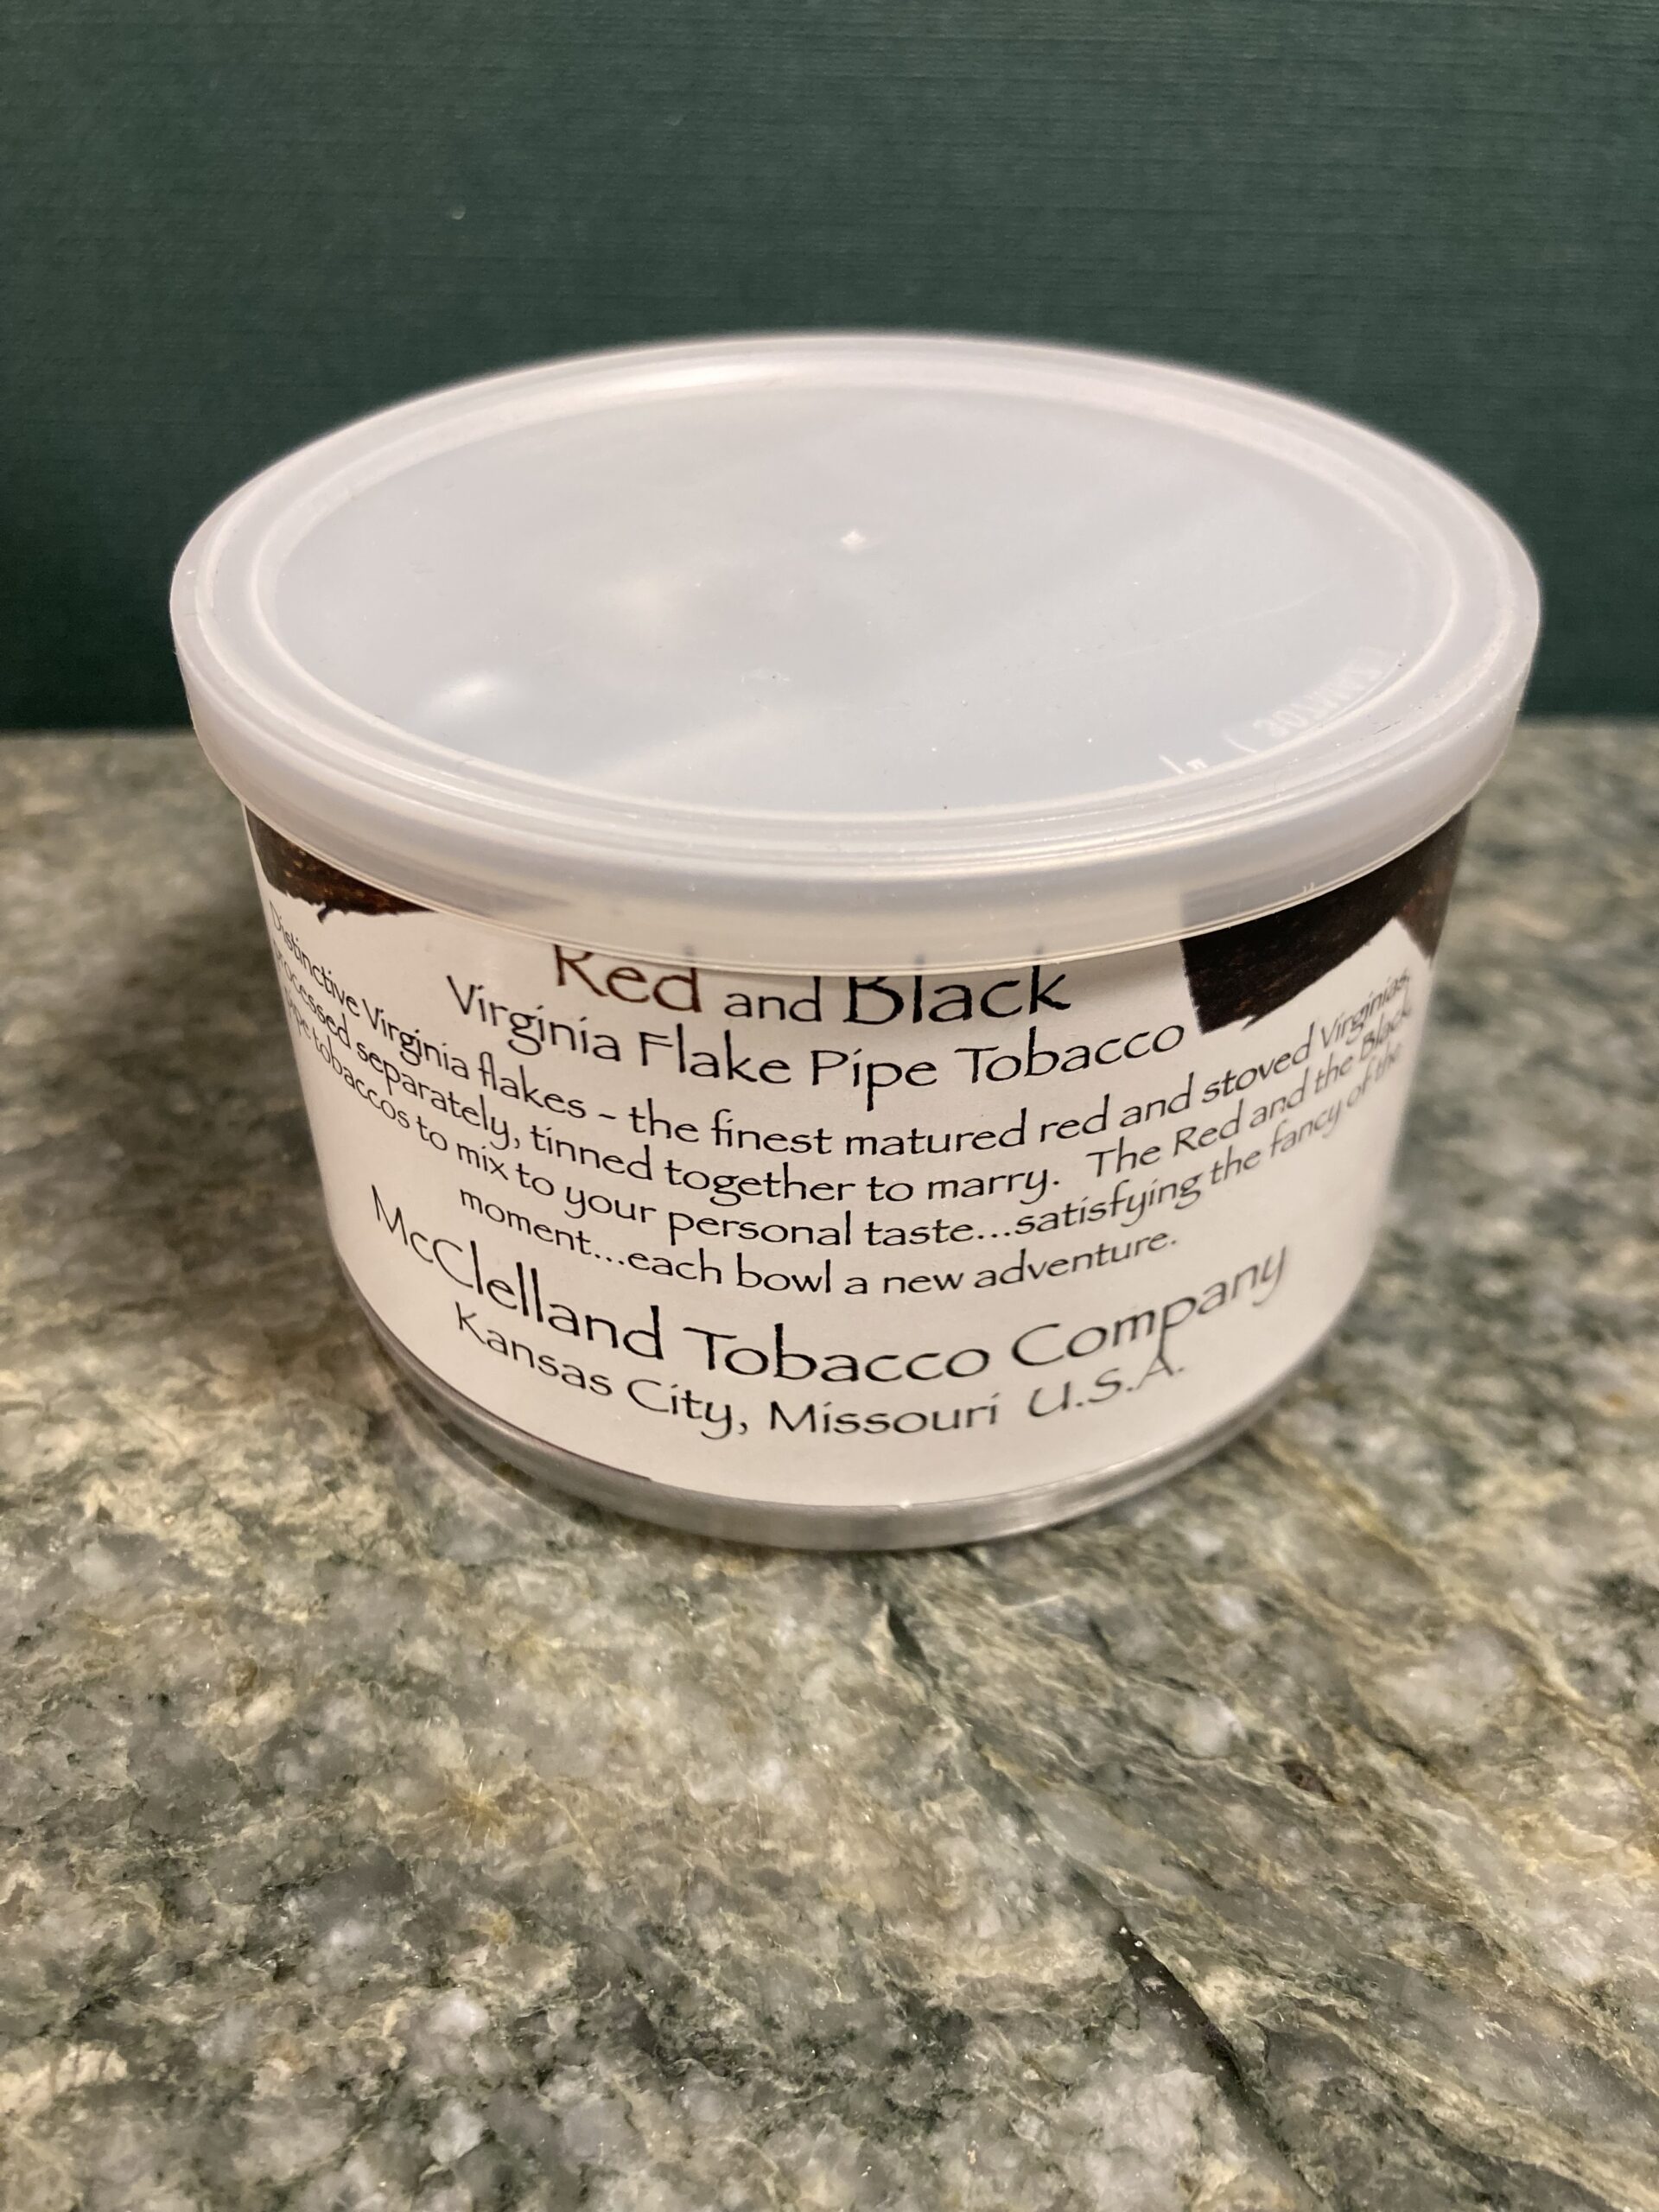 Red and Black
Virginia Flake Pipe Tobacco
Distinctive Virginia flakes - the finest matured red and stoved Virginias,
processed separately, tinned together to marry. The Red and the Black,
pipe tobaccos to mix to your personal taste...satisfying the fancy of the
moment...each bowl a new adventure.
McClelland Tobacco Company
Kansas City, Missouri U.S.A.